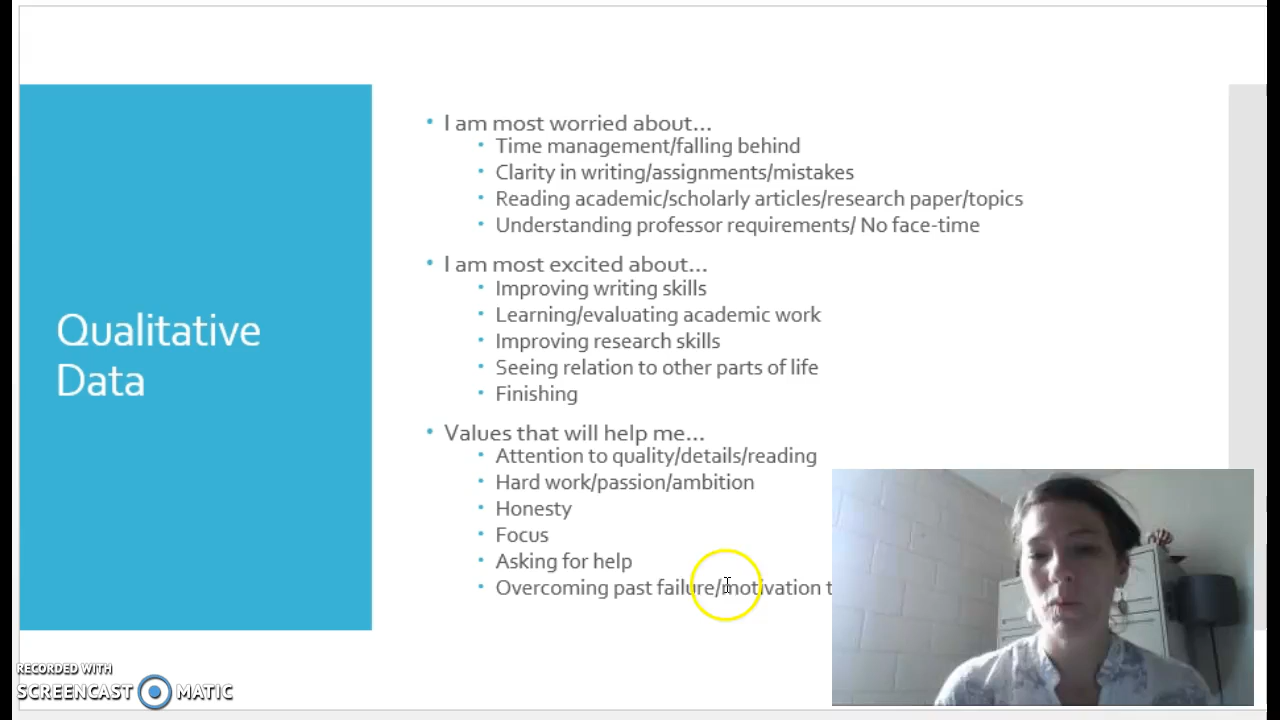 Qualitative
Data
• I am most worried about...
• Time management/falling behind
• Clarity in writing/assignments/mistakes
• Reading academic/scholarly articles/research paper/topics
• Understanding professor requirements/ No face-time
• I am most excited about...
• Improving writing skills
• Learning/evaluating academic work
• Improving research skills
• Seeing relation to other parts of life
• Finishing
• Values that will help me...
• Attention to quality/details/reading
• Hard work/passion/ambition
• Honesty
• Focus
• Asking for help
• Overcoming past failure/motivation t
RECORDED WITH
SCREENCAST MATIC